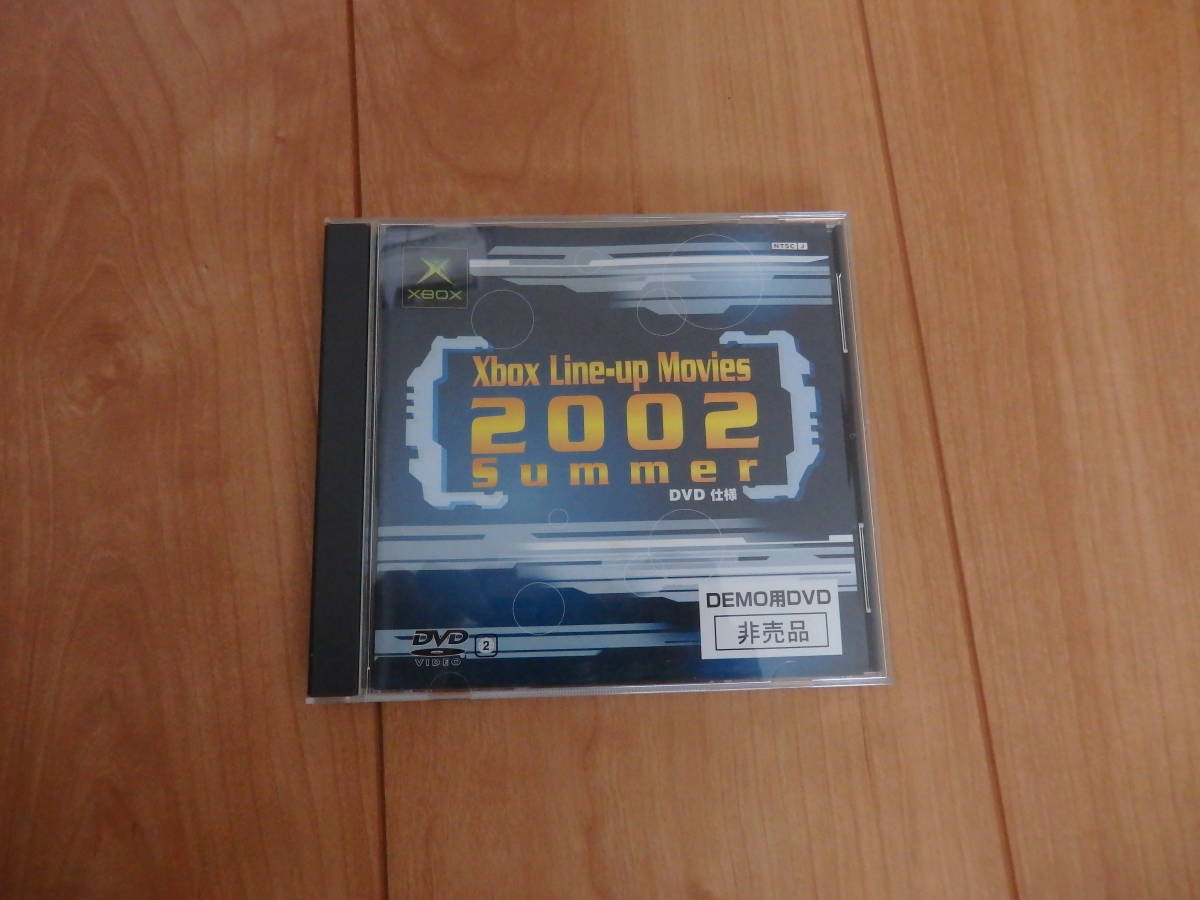 NTSC J
XBOX
Xbox Line-up Movies
2002
Summer
DVD 仕様
DEMO用DVD
非売品
DVD
VIDEO
2